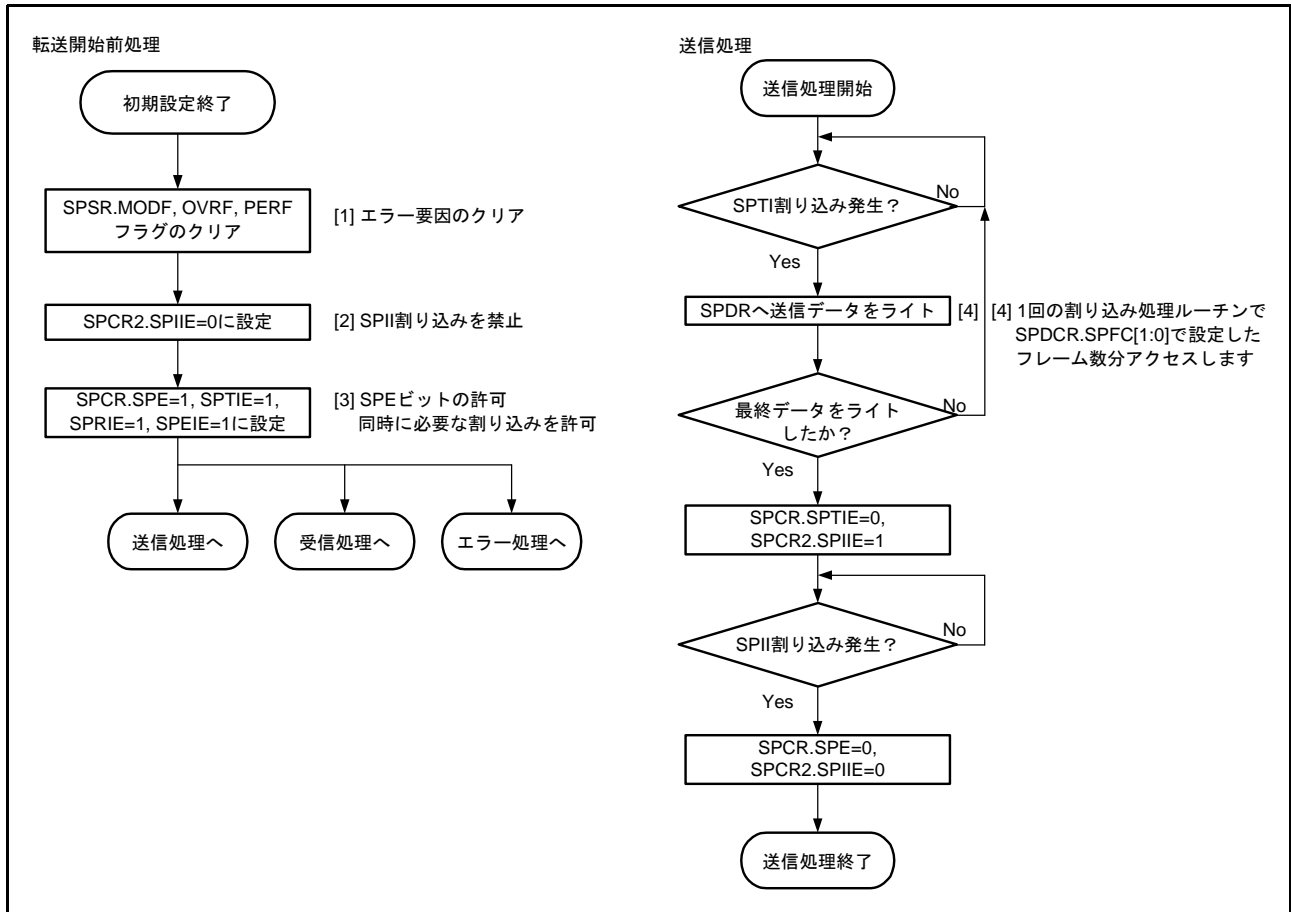 転送開始前処理
初期設定終了
SPSR.MODF, OVRF, PERF
フラグのクリア
[1] エラー要因のクリア
SPCR2.SPIIE=0に設定
[2] SPII割り込みを禁止
SPCR.SPE=1, SPTIE=1,
SPRIE=1, SPEIE=1に設定
[3] SPEビットの許可
同時に必要な割り込みを許可
送信処理へ
受信処理へ
エラー処理へ
送信処理
送信処理開始
SPTI割り込み発生？
No
Yes
SPDRへ送信データをライト
[4]
[4] 1回の割り込み処理ルーチンで
SPDCR.SPFC[1:0]で設定した
フレーム数分アクセスします
最終データをライト
したか？
No
Yes
SPCR.SPTIE=0,
SPCR2.SPIIE=1
SPII割り込み発生？
No
Yes
SPCR.SPE=0,
SPCR2.SPIIE=0
送信処理終了